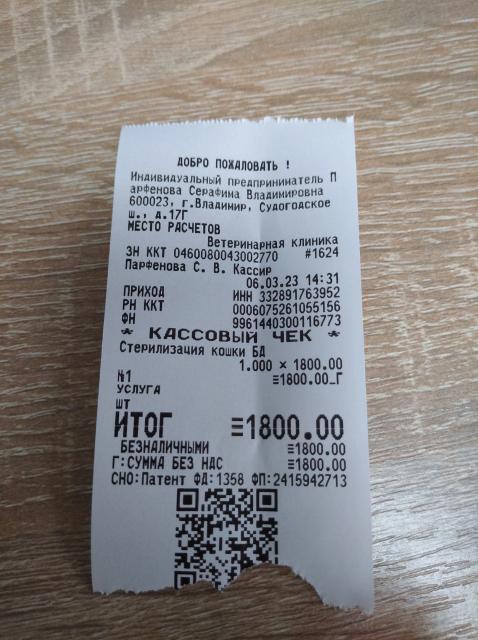 ДОБРО ПОЖАЛОВАТЬ !
Индивидуальный предприниматель П
арфенова Серафина Владимировна
600023, г.Владимир, Судогодское
ш., д.17Г
МЕСТО РАСЧЕТОВ
Ветеринарная клиника
ЗН ККТ 0460080043002770 #1624
Парфенова С. В. Кассир
06.03.23 14:31
ПРИХОД ИНН 332891763952
РН ККТ 0006075261055156
ФН 9961440300116773
* КАССОВЫЙ ЧЕК *
Стерилизация кошки БД
1.000 × 1800.00
№1 ≡1800.00_Г
УСЛУГА
ШТ
ИТОГ ≡1800.00
БЕЗНАЛИЧНЫМИ ≡1800.00
Г:СУММА БЕЗ НДС ≡1800.00
СНО:Патент ФД:1358 ФП:2415942713